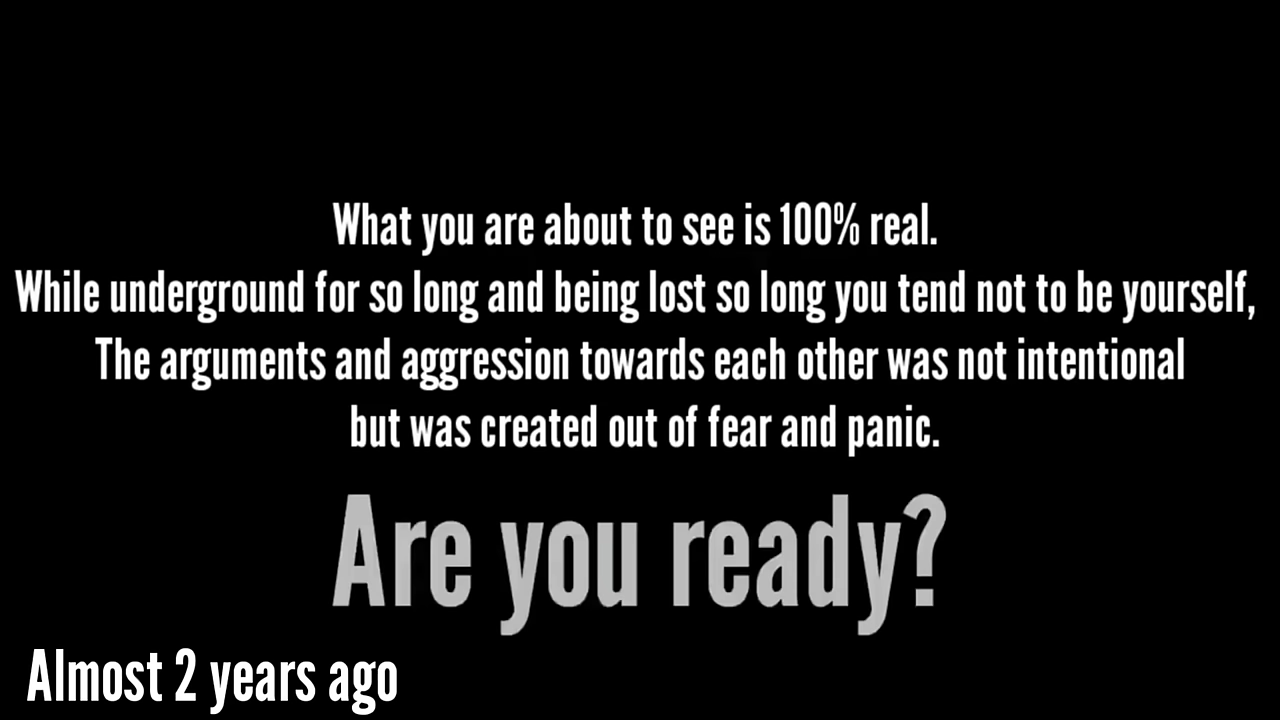 What you are about to see is 100% real.
While underground for so long and being lost so long you tend not to be yourself,
The arguments and aggression towards each other was not intentional
but was created out of fear and panic.
Are you ready?
Almost 2 years ago